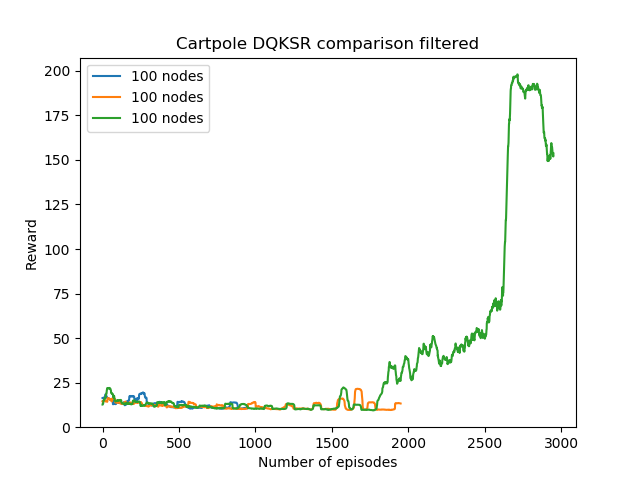 Cartpole DQKSR comparison filtered
100 nodes
100 nodes
100 nodes
Reward
200
175
150
125
100
75
50
25
0
0 500 1000 1500 2000 2500 3000
Number of episodes